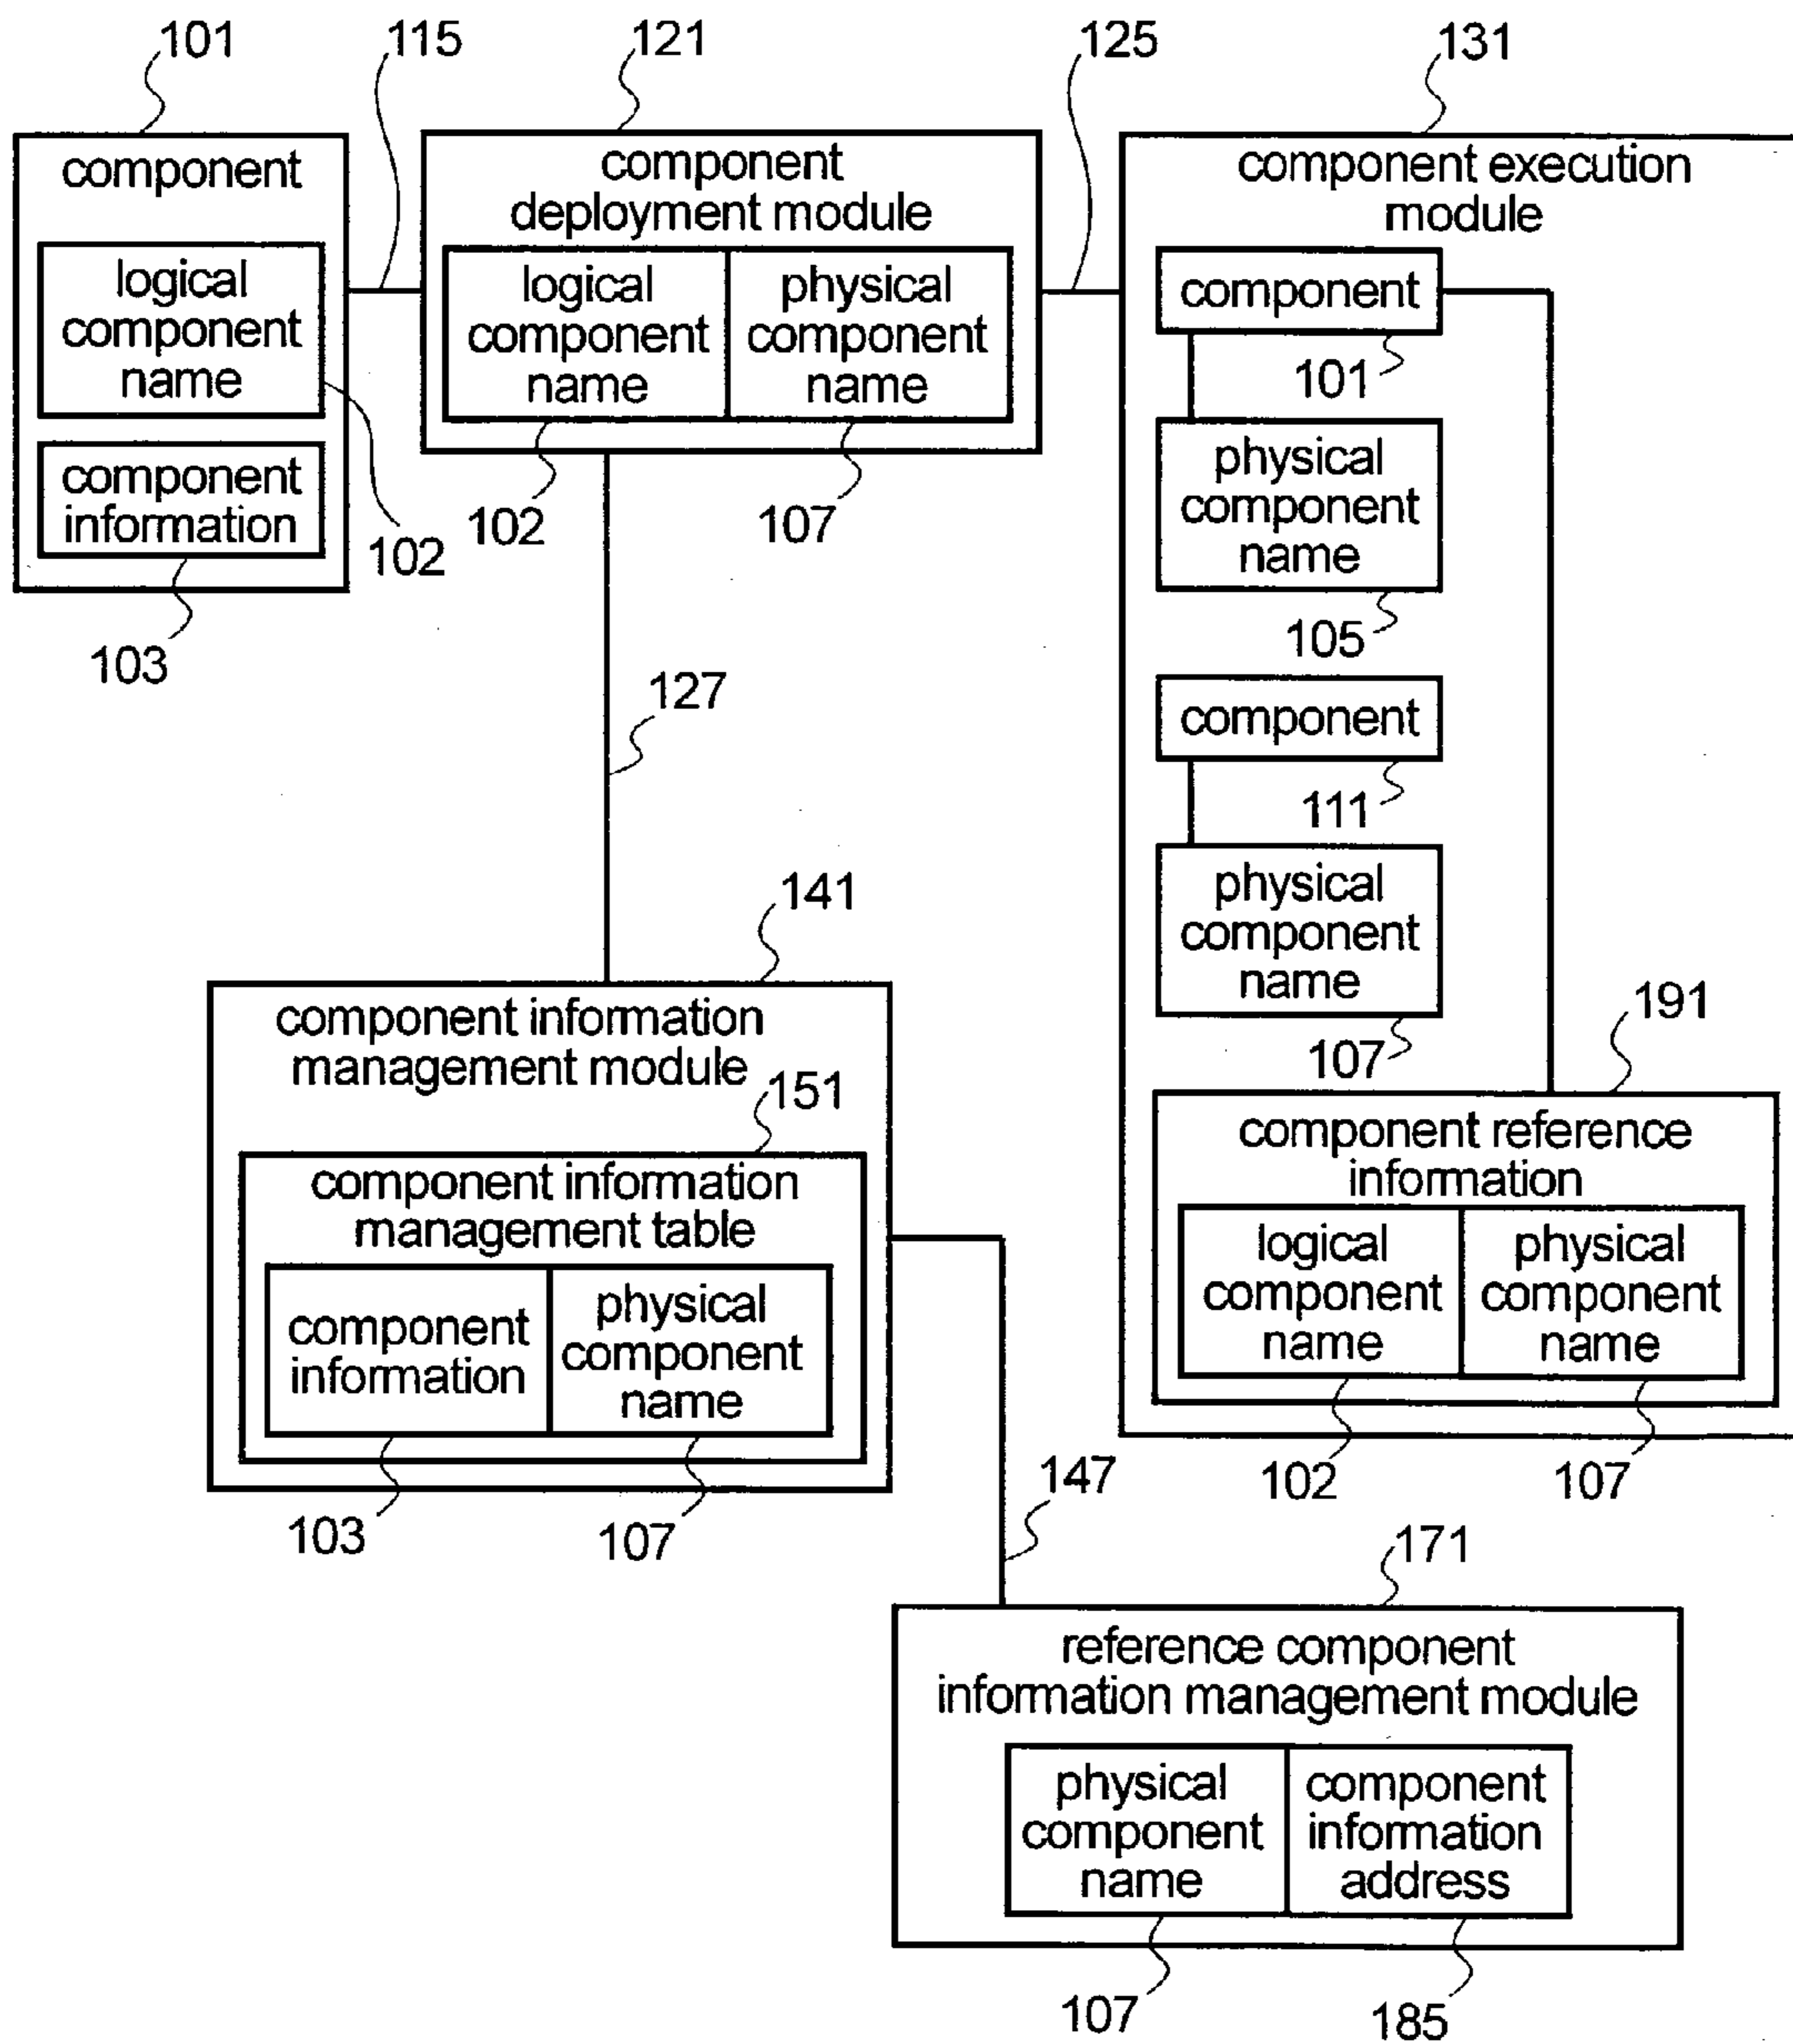 101
115
121
125
131
component
logical
component
name
component
information
102
103
component
deployment module
logical
component
name
physical
component
name
102
107
component execution
module
component
101
physical
component
name
105
component
111
physical
component
name
107
191
component reference
information
logical
component
name
physical
component
name
102
107
127
141
component information
management module
151
component information
management table
component
information
physical
component
name
103
107
147
171
reference component
information management module
physical
component
name
component
information
address
107
185